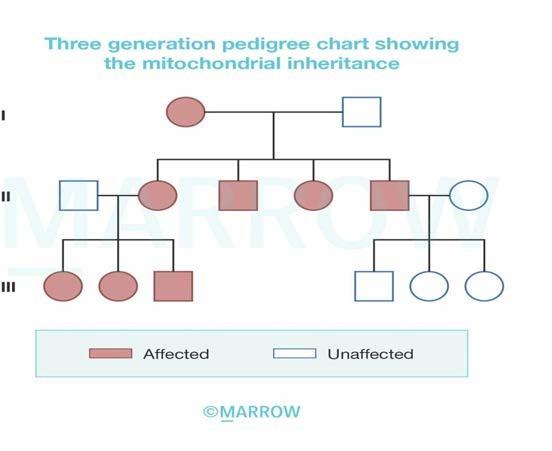 Three generation pedigree chart showing
the mitochondrial inheritance
I
II
III
MARROW
Affected
Unaffected
©MARROW